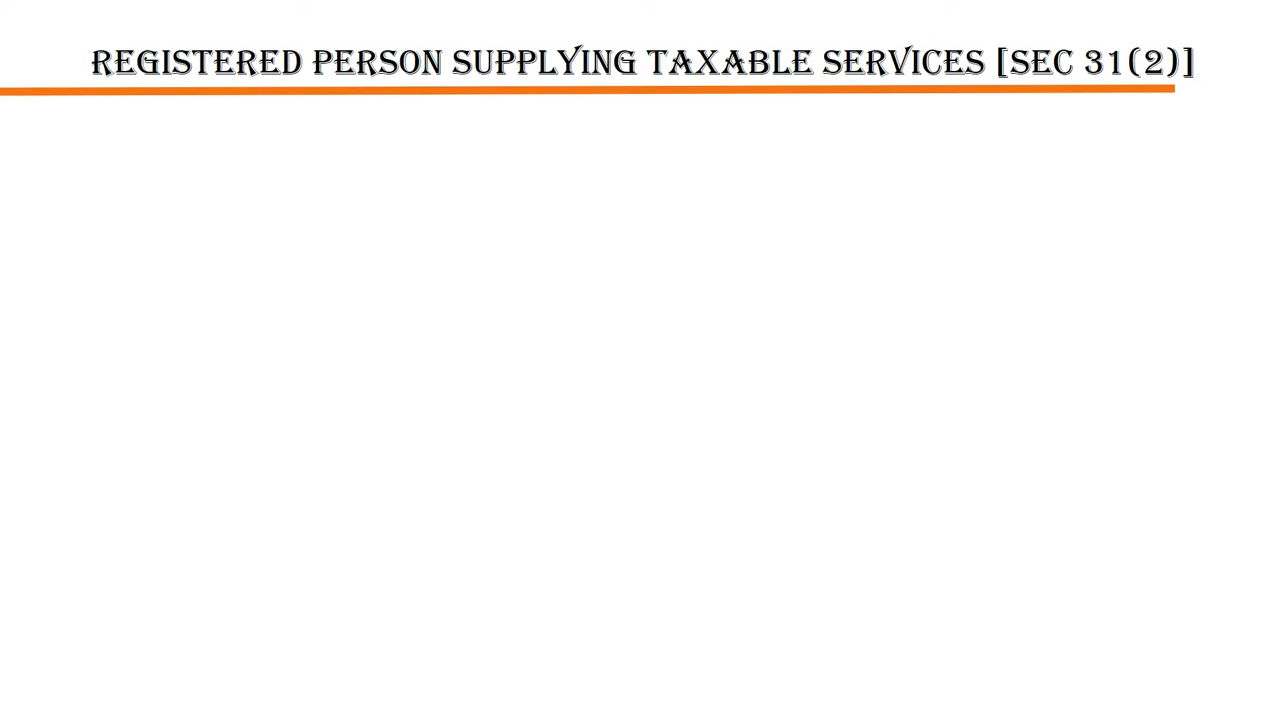 REGISTERED PERSON SUPPLYING TAXABLE SERVICES [SEC 31(2)]